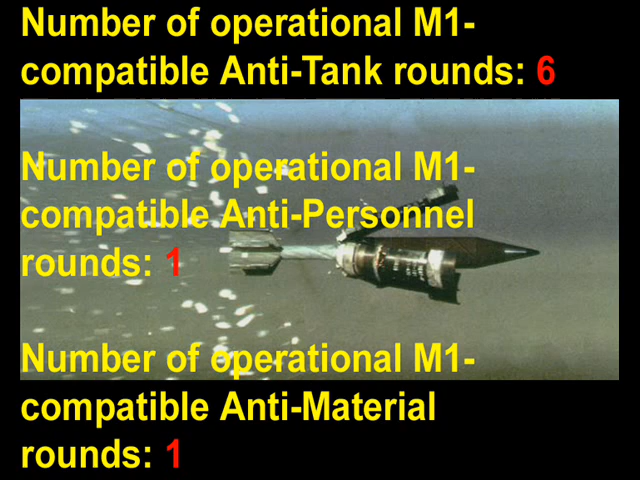 Number of operational M1-
compatible Anti-Tank rounds: 6
Number of operational M1-
compatible Anti-Personnel
rounds: 1
Number of operational M1-
compatible Anti-Material
rounds: 1